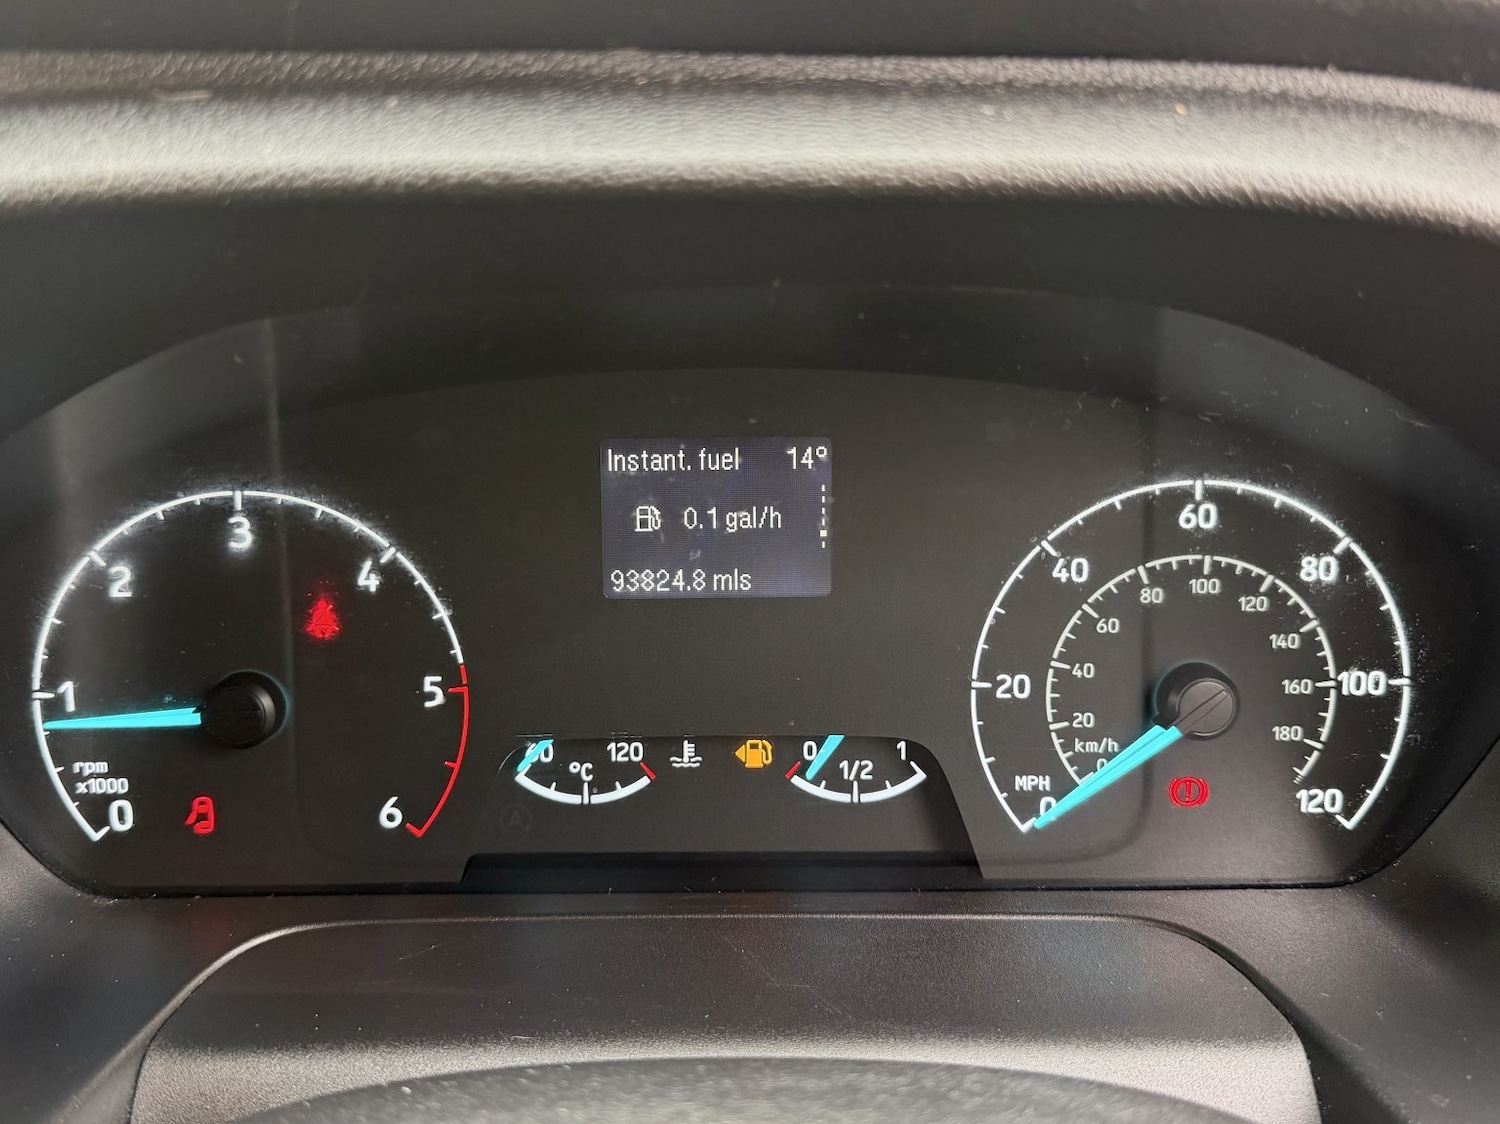 Instant. fuel 14°
0.1 gal/h
93824.8 mls
0 1 2 3 4 5 6
rpm
x1000
60 120
°C
0 1/2 1
0 20 40 60 80 100 120
MPH
0 20 40 60 80 100 120 140 160 180
km/h
A